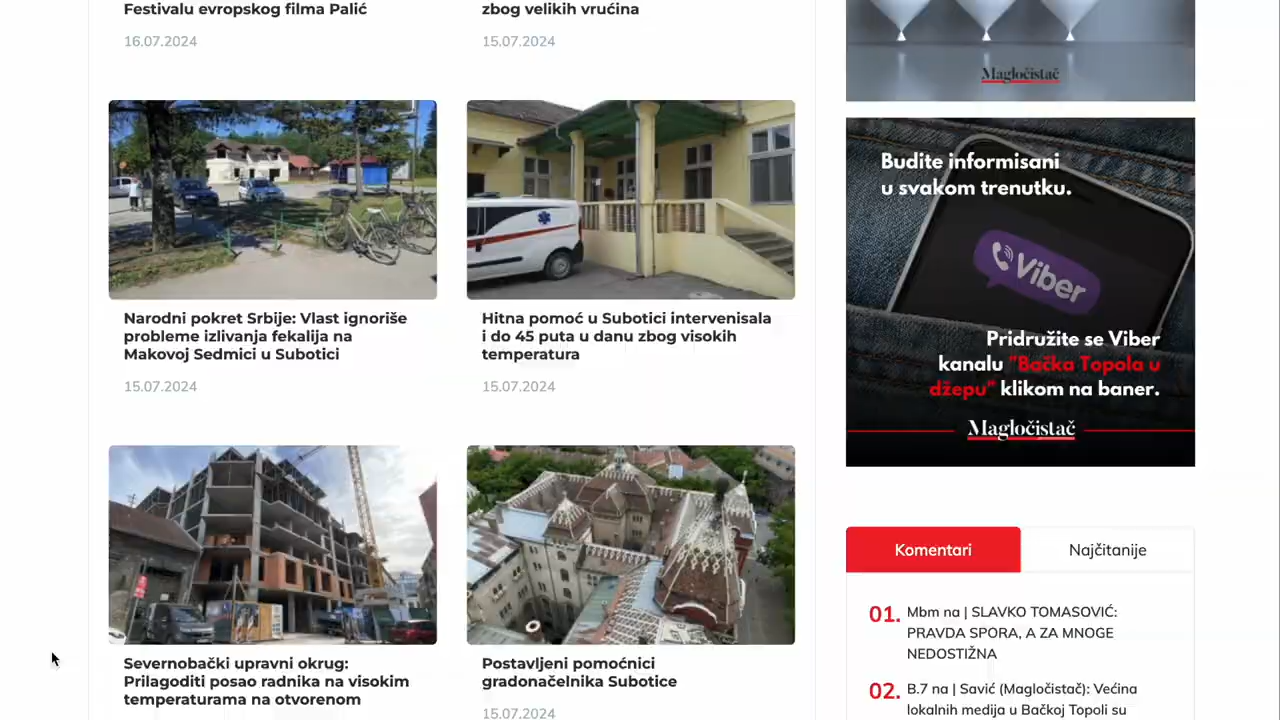 Festivalu evropskog filma Palić
16.07.2024
zbog velikih vrućina
15.07.2024
Narodni pokret Srbije: Vlast ignoriše
probleme izlivanja fekalija na
Makovoj Sedmici u Subotici
15.07.2024
Hitna pomoć u Subotici intervenisala
i do 45 puta u danu zbog visokih
temperatura
15.07.2024
Severnobački upravni okrug:
Prilagoditi posao radnika na visokim
temperaturama na otvorenom
Postavljeni pomoćnici
gradonačelnika Subotice
15.07.2024
Magločistač
Budite informisani
u svakom trenutku.
Viber
Pridružite se Viber
kanalu "Bačka Topola u
džepu" klikom na baner.
Magločistač
Komentari
Najčitanije
01. Mbm na | SLAVKO TOMASOVIĆ:
PRAVDA SPORA, A ZA MNOGE
NEDOSTIŽNA
02. B.7 na | Savić (Magločistač): Većina
lokalnih medija u Bačkoj Topoli su